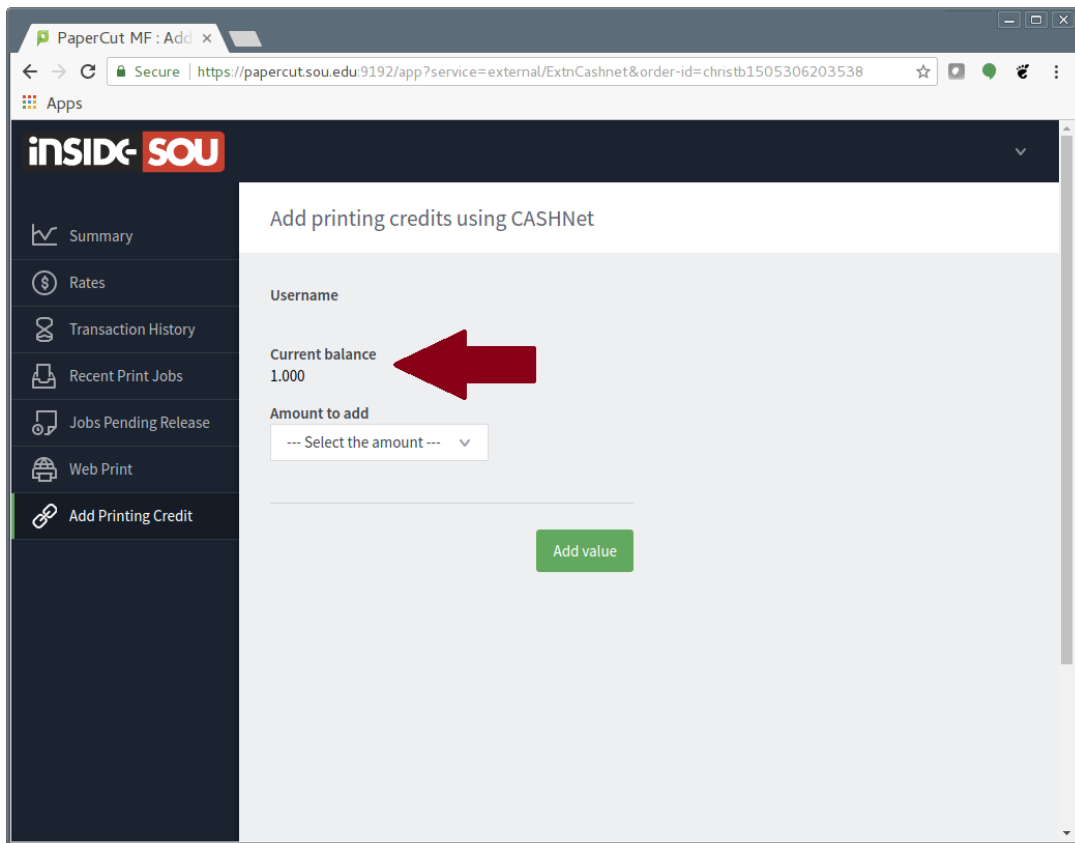 PaperCut MF : Add
Secure | https://papercut.sou.edu:9192/app?service=external/ExtnCashnet&order-id=christb1505306203538
Apps
INSIDE SOU
Add printing credits using CASHNet
Summary
Rates
Transaction History
Recent Print Jobs
Jobs Pending Release
Web Print
Add Printing Credit
Username
Current balance
1.000
Amount to add
--- Select the amount ---
Add value